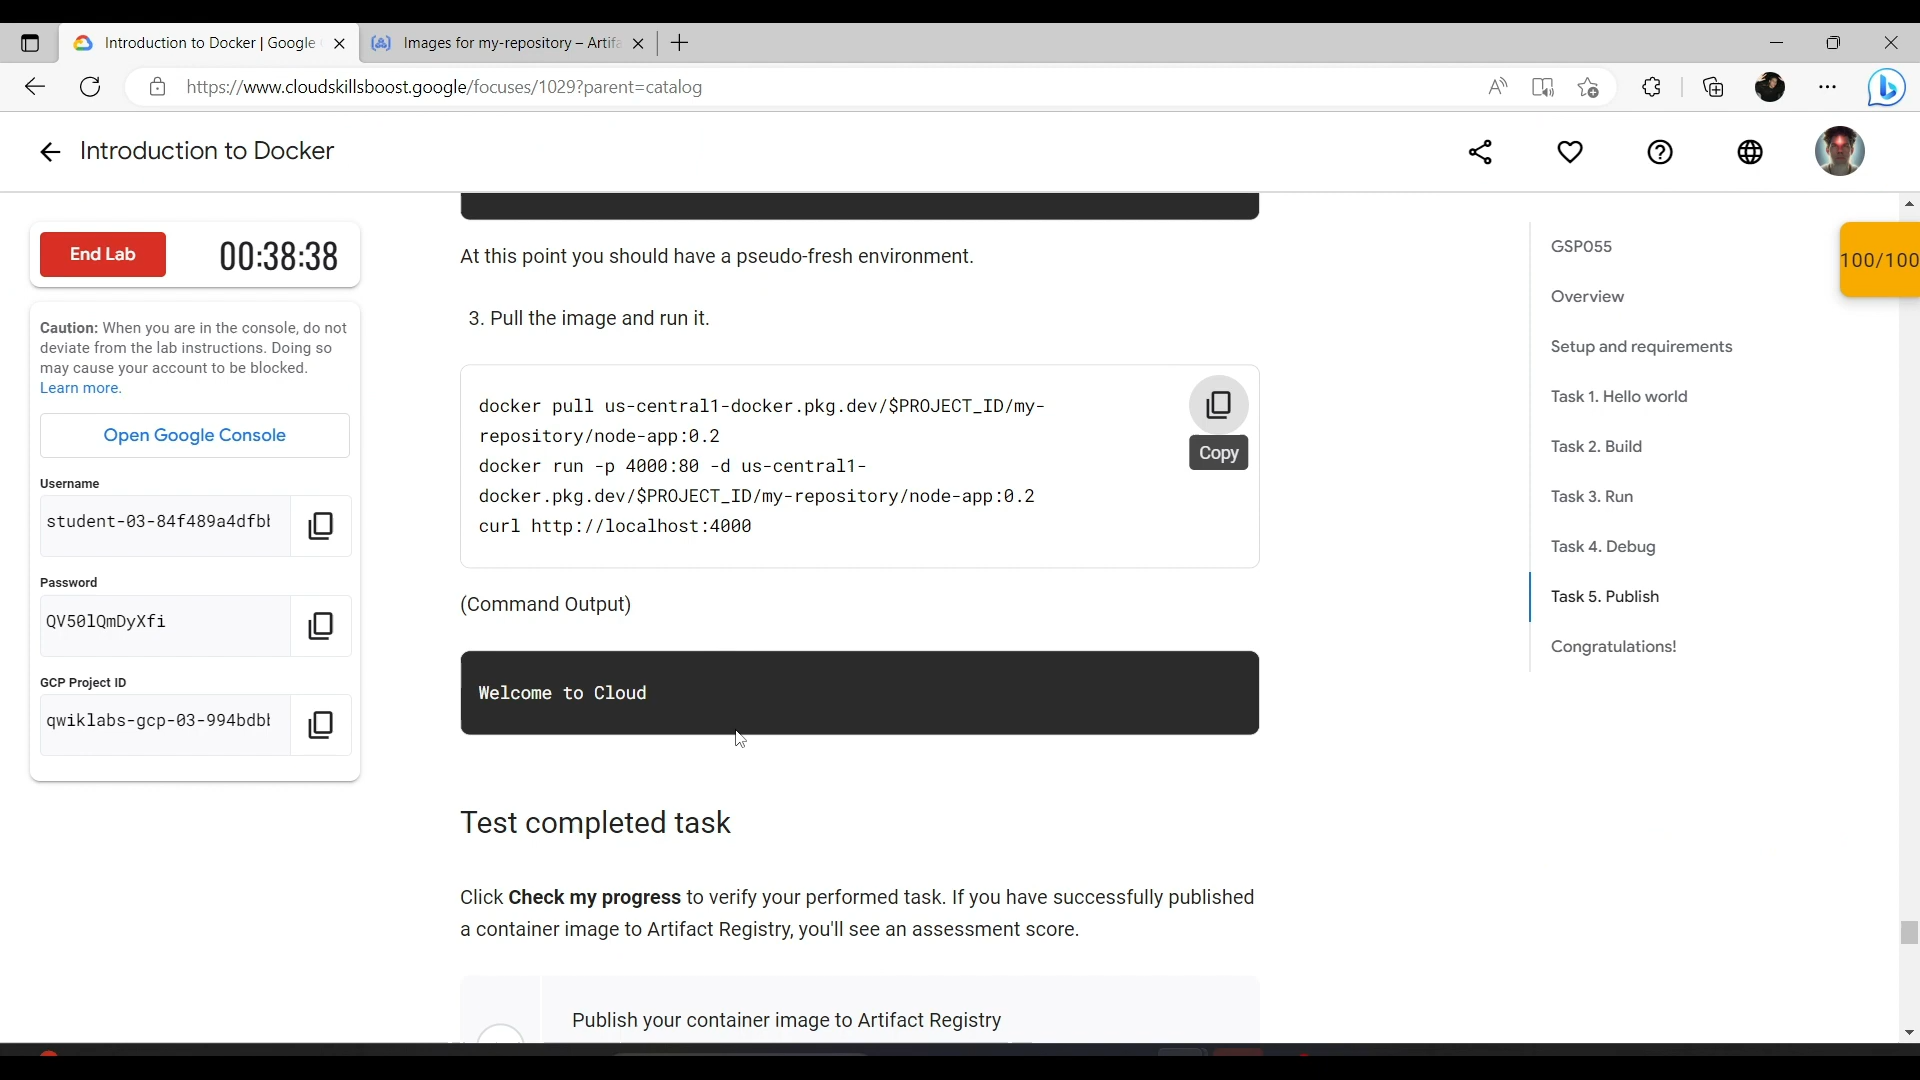 Introduction to Docker | Google
Images for my-repository – Artifa
https://www.cloudskillsboost.google/focuses/1029?parent=catalog
Introduction to Docker
End Lab
00:38:38
Caution: When you are in the console, do not
deviate from the lab instructions. Doing so
may cause your account to be blocked.
Learn more.
Open Google Console
Username
student-03-84f489a4dfb
Password
QV50lQmDyXfi
GCP Project ID
qwiklabs-gcp-03-994bdb
At this point you should have a pseudo-fresh environment.
3. Pull the image and run it.
docker pull us-central1-docker.pkg.dev/$PROJECT_ID/my-
repository/node-app:0.2
docker run -p 4000:80 -d us-central1-
docker.pkg.dev/$PROJECT_ID/my-repository/node-app:0.2
curl http://localhost:4000
Copy
(Command Output)
Welcome to Cloud
Test completed task
Click Check my progress to verify your performed task. If you have successfully published
a container image to Artifact Registry, you'll see an assessment score.
Publish your container image to Artifact Registry
GSP055
Overview
Setup and requirements
Task 1. Hello world
Task 2. Build
Task 3. Run
Task 4. Debug
Task 5. Publish
Congratulations!
100/100